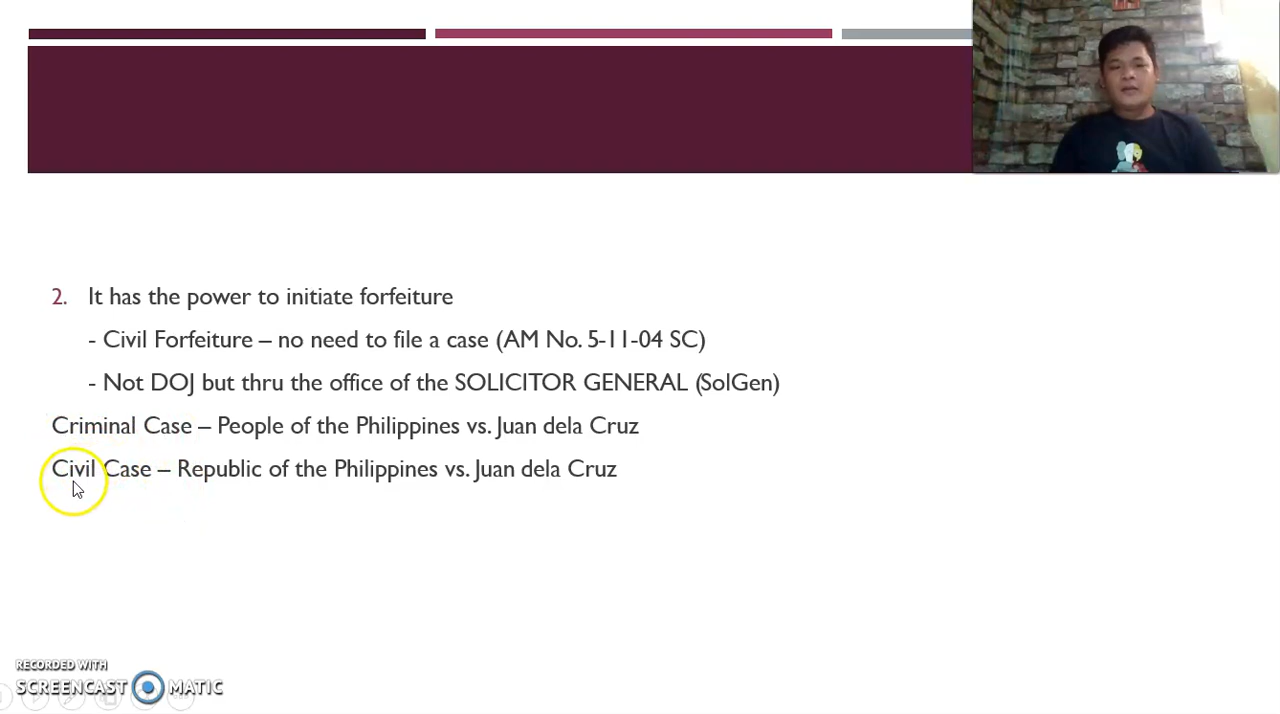 2. It has the power to initiate forfeiture
- Civil Forfeiture – no need to file a case (AM No. 5-11-04 SC)
- Not DOJ but thru the office of the SOLICITOR GENERAL (SolGen)
Criminal Case – People of the Philippines vs. Juan dela Cruz
Civil Case – Republic of the Philippines vs. Juan dela Cruz
RECORDED WITH
SCREENCAST MATIC